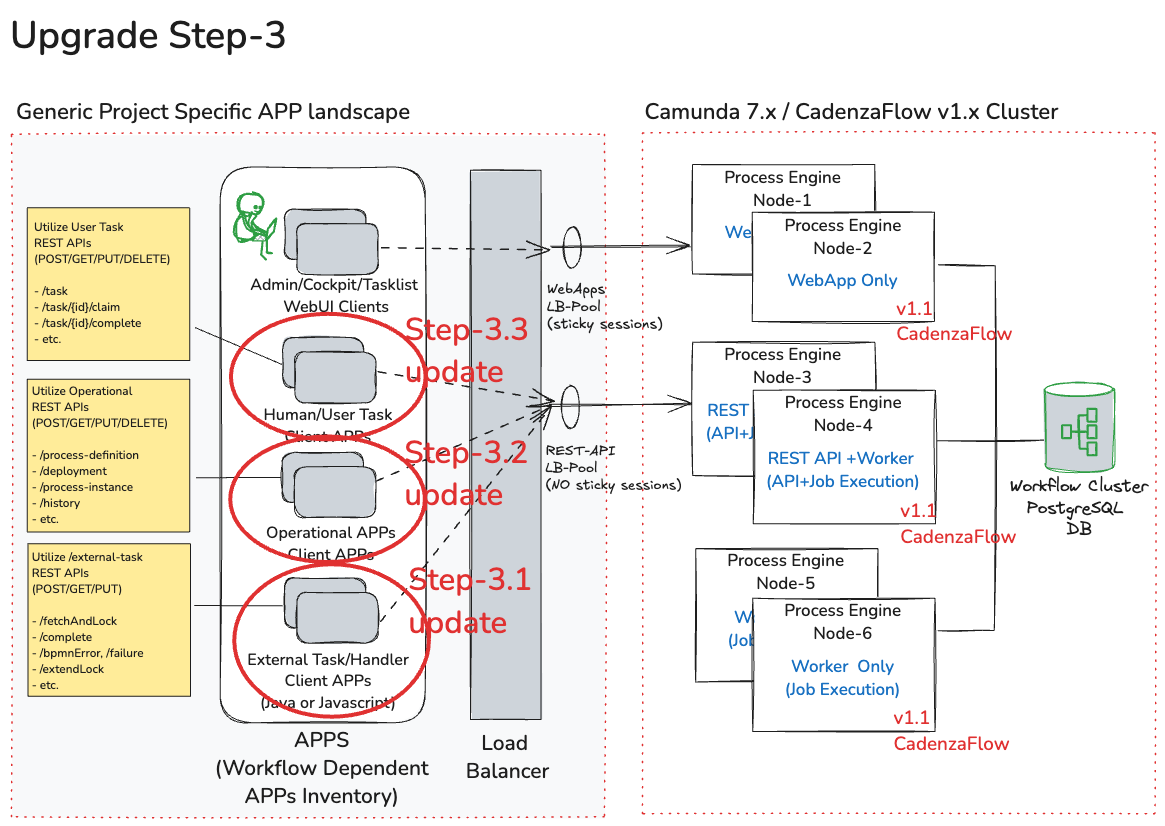 Upgrade Step-3
Generic Project Specific APP landscape
Utilize User Task
REST APIs
(POST/GET/PUT/DELETE)
- /task
- /task/{id}/claim
- /task/{id}/complete
- etc.
Utilize Operational
REST APIs
(POST/GET/PUT/DELETE)
- /process-definition
- /deployment
- /process-instance
- /history
- etc.
Utilize /external-task
REST APIs
(POST/GET/PUT)
- /fetchAndLock
- /complete
- /bpmnError, /failure
- /extendLock
- etc.
Admin/Cockpit/Tasklist
WebUI Clients
Step-3.3
update
Human/User Task
Client APPs
Step-3.2
update
Operational APPs
Client APPs
Step-3.1
update
External Task/Handler
Client APPs
(Java or Javascript)
APPS
(Workflow Dependent
APPs Inventory)
Load
Balancer
WebApps
LB-Pool
(sticky sessions)
REST-API
LB-Pool
(NO sticky sessions)
Camunda 7.x / CadenzaFlow v1.x Cluster
Process Engine
Node-1
We
Process Engine
Node-2
WebApp Only
v1.1
CadenzaFlow
Process Engine
Node-3
REST
(API+J
Process Engine
Node-4
REST API +Worker
(API+Job Execution)
v1.1
CadenzaFlow
Process Engine
Node-5
W
(Job
Process Engine
Node-6
Worker Only
(Job Execution)
v1.1
CadenzaFlow
Workflow Cluster
PostgreSQL
DB